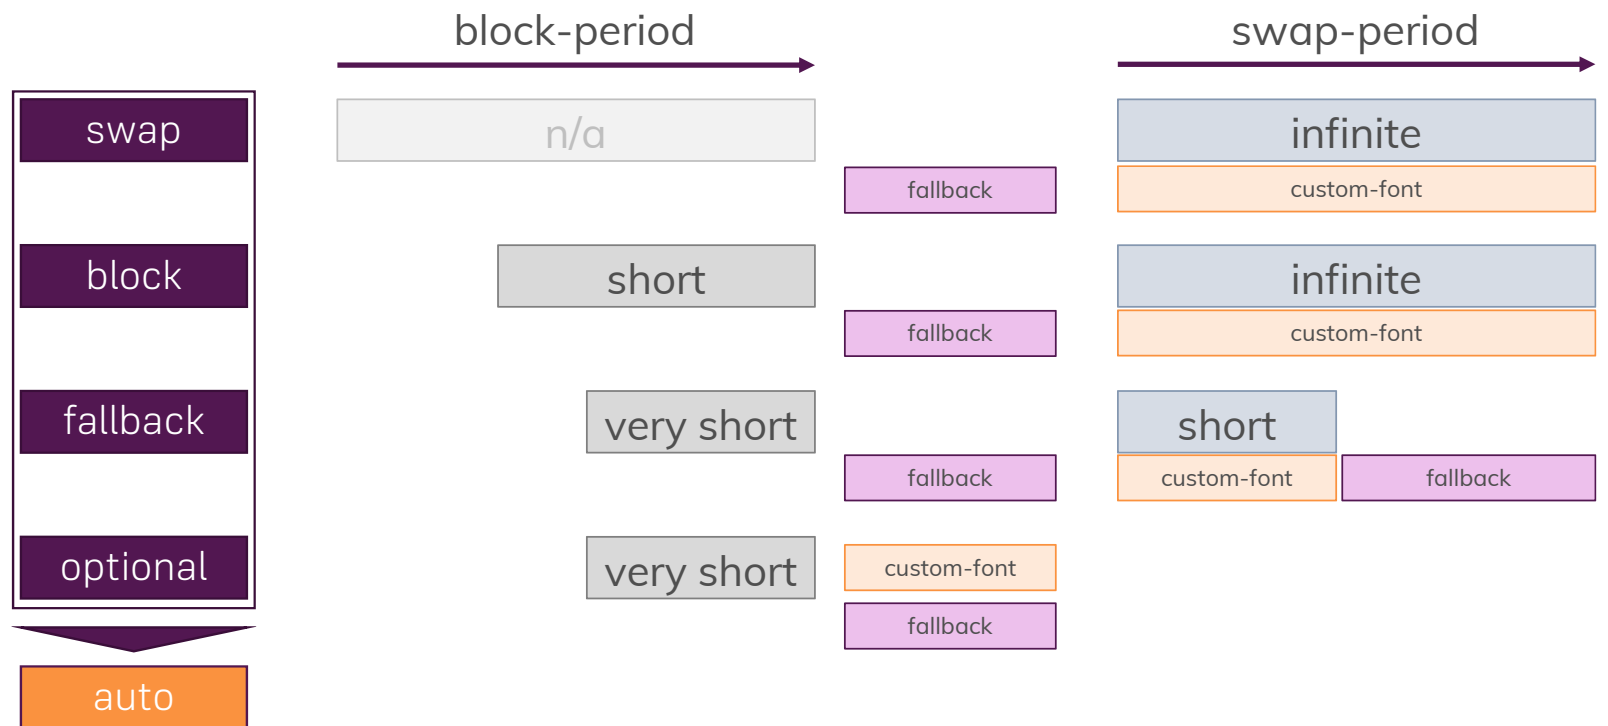 block-period
swap-period
swap
n/a
infinite
fallback
custom-font
block
short
infinite
fallback
custom-font
fallback
very short
short
fallback
custom-font
fallback
optional
very short
custom-font
fallback
auto